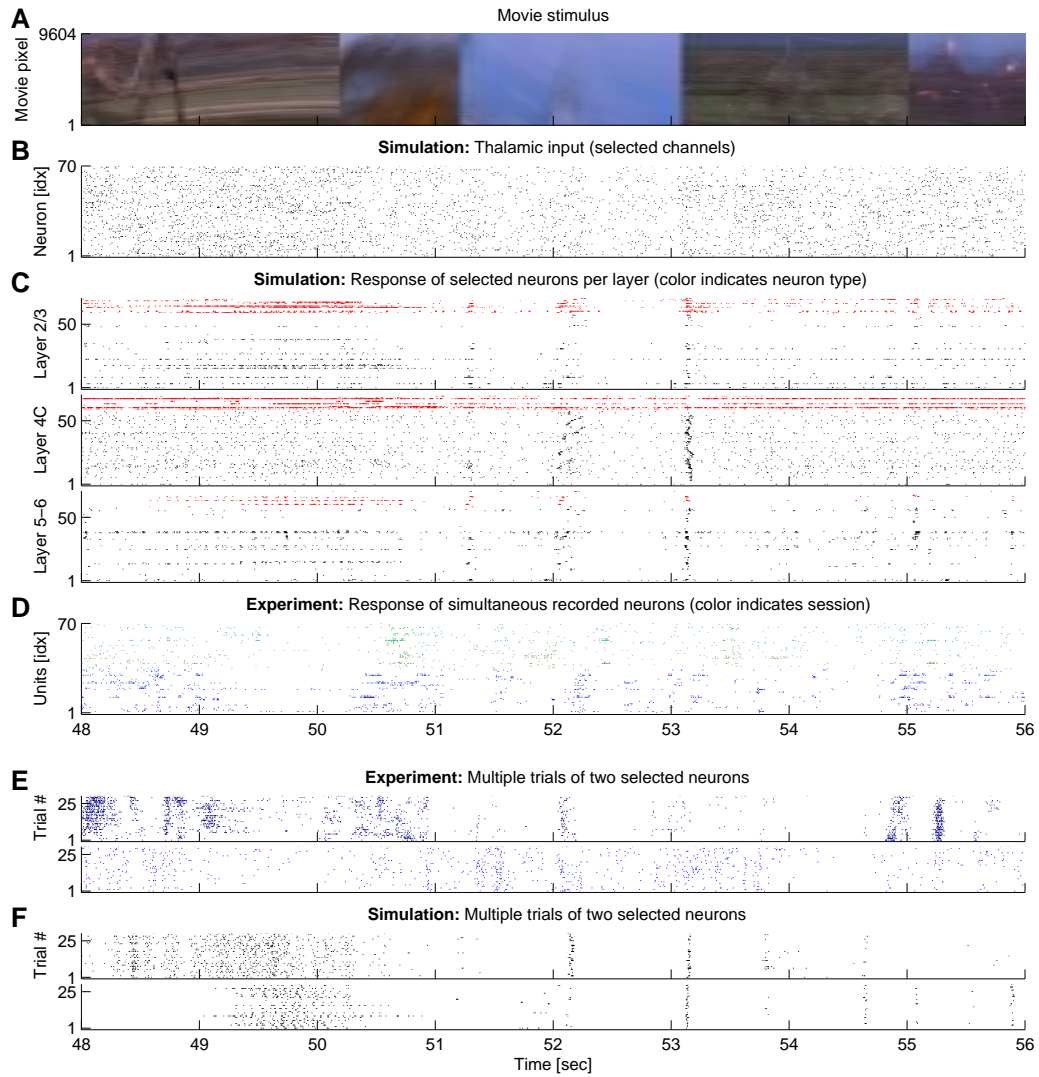 A
Movie stimulus
9604
Movie pixel
1
B
Simulation: Thalamic input (selected channels)
70
Neuron [idx]
1
C
Simulation: Response of selected neurons per layer (color indicates neuron type)
50
Layer 2/3
1
50
Layer 4C
1
50
Layer 5−6
1
D
Experiment: Response of simultaneous recorded neurons (color indicates session)
70
Units [idx]
1
48 49 50 51 52 53 54 55 56
E
Experiment: Multiple trials of two selected neurons
25
Trial #
1
25
1
F
Simulation: Multiple trials of two selected neurons
25
Trial #
1
25
1
48 49 50 51 52 53 54 55 56
Time [sec]